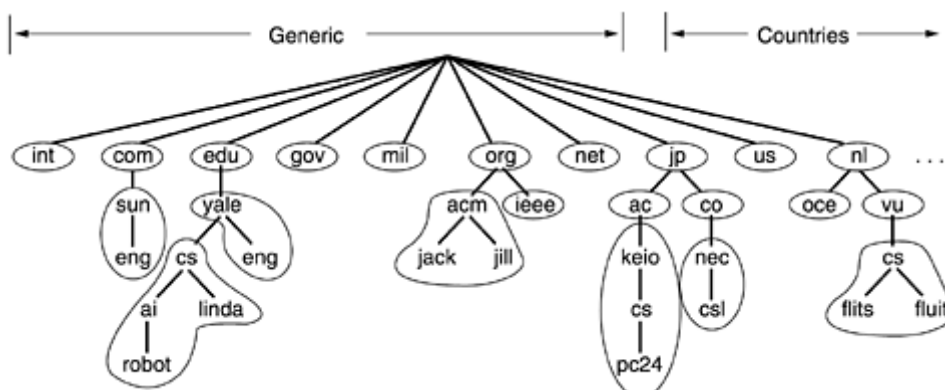 Generic Countries
int com edu gov mil org net jp us nl ...
sun yale acm ieee ac co oce vu
eng cs eng jack jill keio nec cs
ai linda cs csl flits fluit
robot pc24